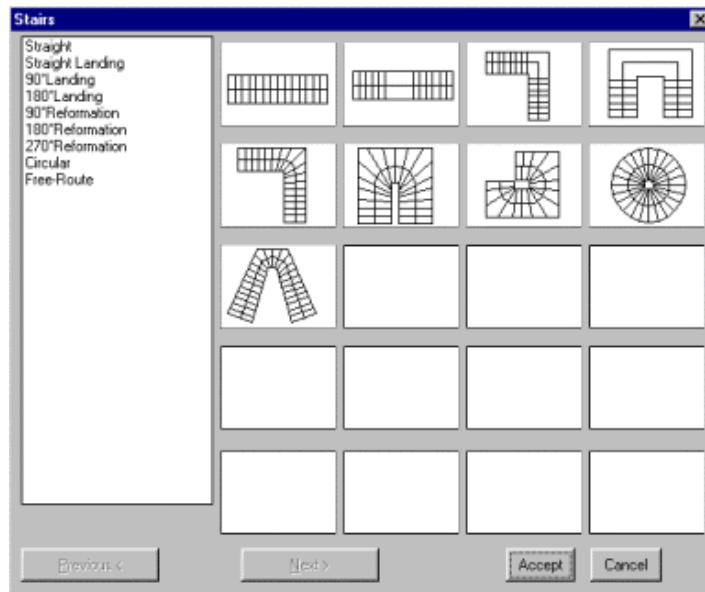 Stairs
Straight
Straight Landing
90°Landing
180°Landing
90°Reformation
180°Reformation
270°Reformation
Circular
Free-Route
Previous <
Next >
Accept
Cancel